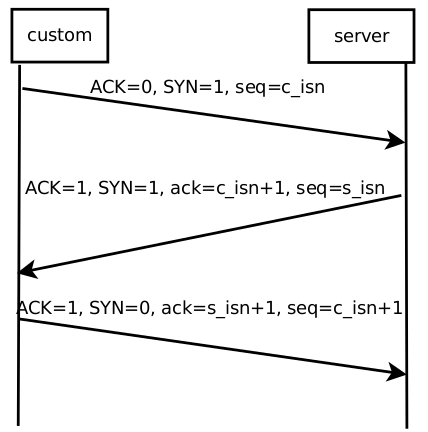 custom
server
ACK=0, SYN=1, seq=c_isn
ACK=1, SYN=1, ack=c_isn+1, seq=s_isn
ACK=1, SYN=0, ack=s_isn+1, seq=c_isn+1